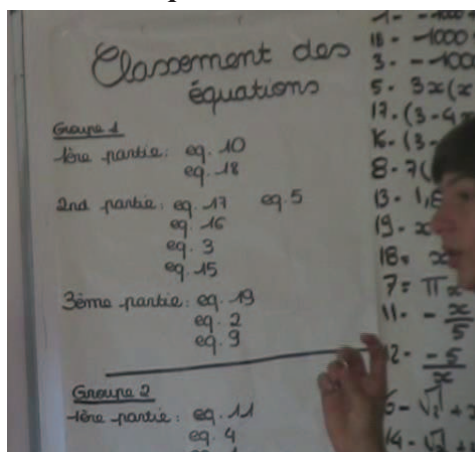 Classement des
équations
Groupe 1
1ère partie: eq. 10
eq. 18
2nd partie: eq. 17 eq. 5
eq. 16
eq. 3
eq. 15
3ème partie: eq. 19
eq. 2
eq. 9
Groupe 2
1ère partie: eq. 11
eq. 4
18 - -1000
3 - -1000
5 - 3x(x
17 - (3-4x
16 - (3-
8 - 7(
13 - 1,8
19 - x
18= x
7= πx
11 - - x/5
12 - -5/x